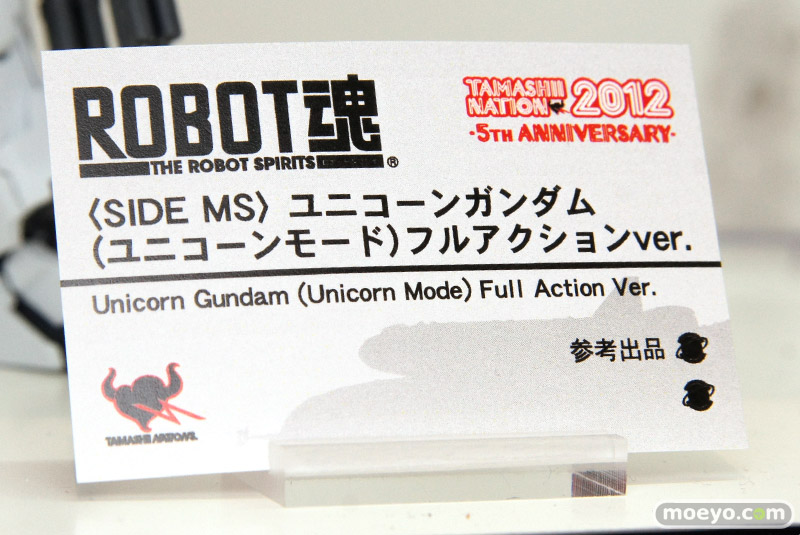 ROBOT魂
THE ROBOT SPIRITS ®
TAMASHII
NATION 2012
·5TH ANNIVERSARY·
〈SIDE MS〉 ユニコーンガンダム
(ユニコーンモード)フルアクションver.
Unicorn Gundam (Unicorn Mode) Full Action Ver.
参考出品
TAMASHII NATIONS.
moeyo.com